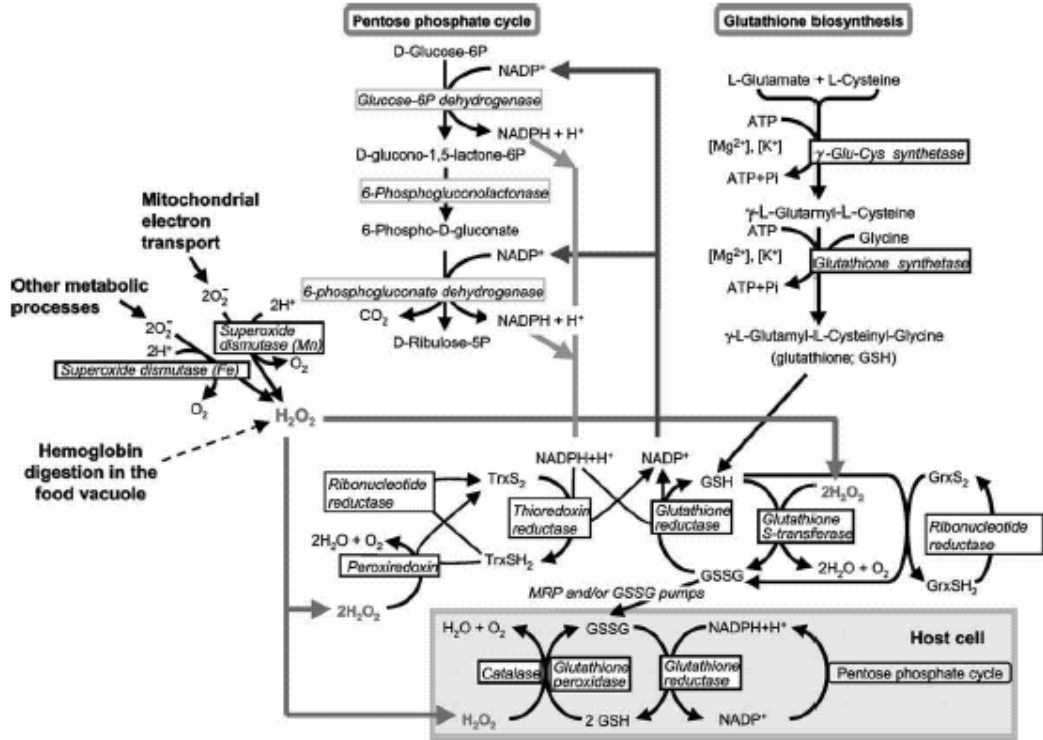 Pentose phosphate cycle
D-Glucose-6P
NADP⁺
Glucose-6P dehydrogenase
NADPH + H⁺
D-glucono-1,5-lactone-6P
6-Phosphogluconolactonase
6-Phospho-D-gluconate
NADP⁺
6-phosphogluconate dehydrogenase
CO₂
NADPH + H⁺
D-Ribulose-5P
Glutathione biosynthesis
L-Glutamate + L-Cysteine
ATP
[Mg²⁺], [K⁺]
γ-Glu-Cys synthetase
ATP+Pi
γ-L-Glutamyl-L-Cysteine
ATP
Glycine
[Mg²⁺], [K⁺]
Glutathione synthetase
ATP+Pi
γ-L-Glutamyl-L-Cysteinyl-Glycine
(glutathione; GSH)
Mitochondrial
electron
transport
Other metabolic
processes
2O₂⁻
2H⁺
2O₂⁻
2H⁺
Superoxide
dismutase (Mn)
O₂
Superoxide dismutase (Fe)
O₂
H₂O₂
Hemoglobin
digestion in the
food vacuole
Ribonucleotide
reductase
TrxS₂
NADPH+H⁺
NADP⁺
GSH
2H₂O₂
GrxS₂
Thioredoxin
reductase
Glutathione
reductase
Glutathione
S-transferase
Ribonucleotide
reductase
2H₂O + O₂
Peroxiredoxin
TrxSH₂
GSSG
2H₂O + O₂
GrxSH₂
2H₂O₂
MRP and/or GSSG pumps
H₂O + O₂
GSSG
NADPH+H⁺
Host cell
Catalase
Glutathione
peroxidase
Glutathione
reductase
Pentose phosphate cycle
H₂O₂
2 GSH
NADP⁺